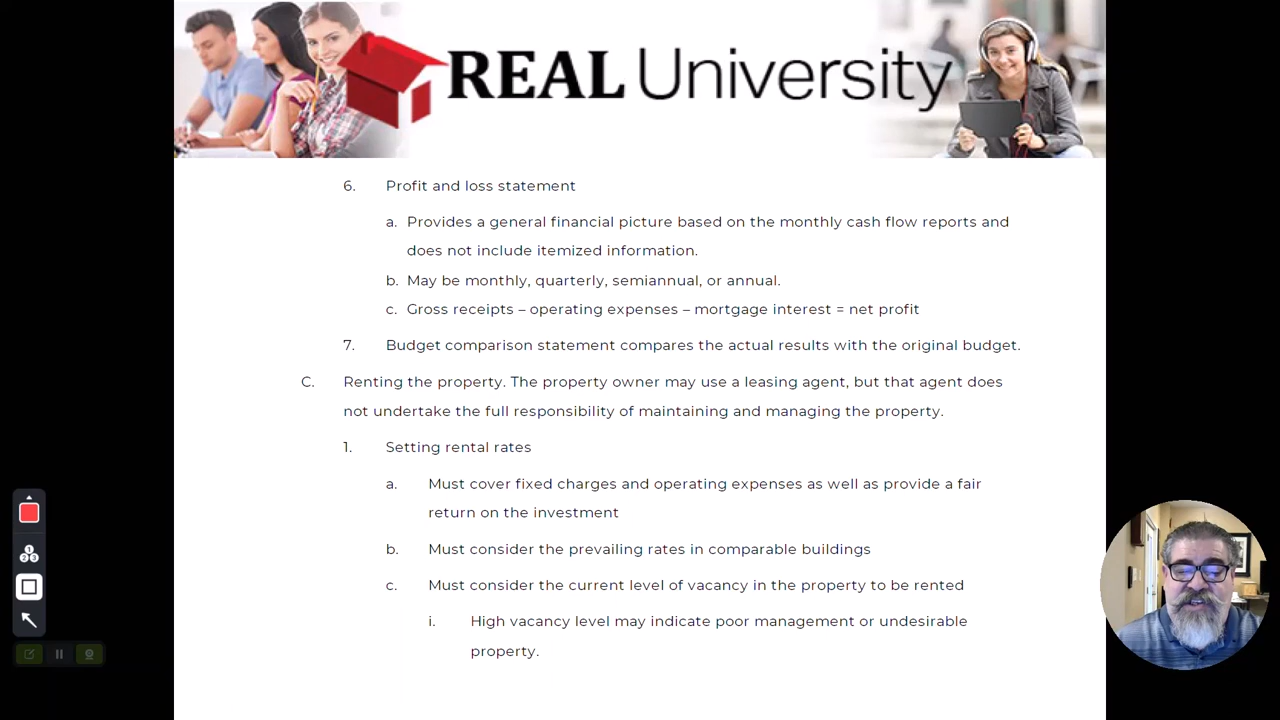 REAL University
6. Profit and loss statement
a. Provides a general financial picture based on the monthly cash flow reports and
does not include itemized information.
b. May be monthly, quarterly, semiannual, or annual.
c. Gross receipts – operating expenses – mortgage interest = net profit
7. Budget comparison statement compares the actual results with the original budget.
C. Renting the property. The property owner may use a leasing agent, but that agent does
not undertake the full responsibility of maintaining and managing the property.
1. Setting rental rates
a. Must cover fixed charges and operating expenses as well as provide a fair
return on the investment
b. Must consider the prevailing rates in comparable buildings
c. Must consider the current level of vacancy in the property to be rented
i. High vacancy level may indicate poor management or undesirable
property.